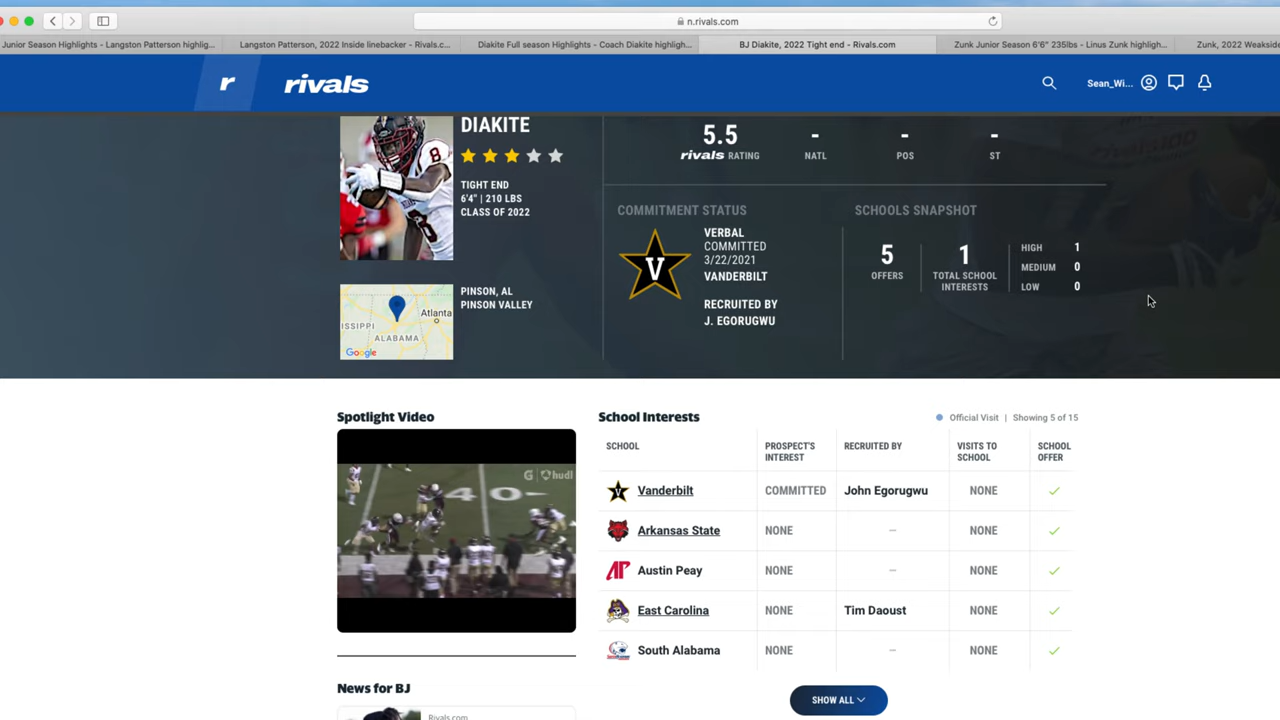 n.rivals.com
Junior Season Highlights - Langston Patterson highlig...
Langston Patterson, 2022 Inside linebacker - Rivals.c...
Diakite Full season Highlights - Coach Diakite highligh...
BJ Diakite, 2022 Tight end - Rivals.com
Zunk Junior Season 6'6" 235lbs - Linus Zunk highligh...
Zunk, 2022 Weakside
r rivals
Sean_Wi...
DIAKITE
TIGHT END
6'4" | 210 LBS
CLASS OF 2022
8
8
5.5
rivals RATING
-
NATL
-
POS
-
ST
COMMITMENT STATUS
V
VERBAL
COMMITTED
3/22/2021
VANDERBILT
RECRUITED BY
J. EGORUGWU
SCHOOLS SNAPSHOT
5
OFFERS
1
TOTAL SCHOOL
INTERESTS
HIGH 1
MEDIUM 0
LOW 0
PINSON, AL
PINSON VALLEY
ISSIPPI
Atlanta
ALABAMA
Google
Spotlight Video
G hudl
40
News for BJ
Rivals.com
School Interests
Official Visit | Showing 5 of 15
SCHOOL PROSPECT'S INTEREST RECRUITED BY VISITS TO SCHOOL SCHOOL OFFER
Vanderbilt COMMITTED John Egorugwu NONE
Arkansas State NONE – NONE
AP Austin Peay NONE – NONE
East Carolina NONE Tim Daoust NONE
South Alabama NONE – NONE
SHOW ALL